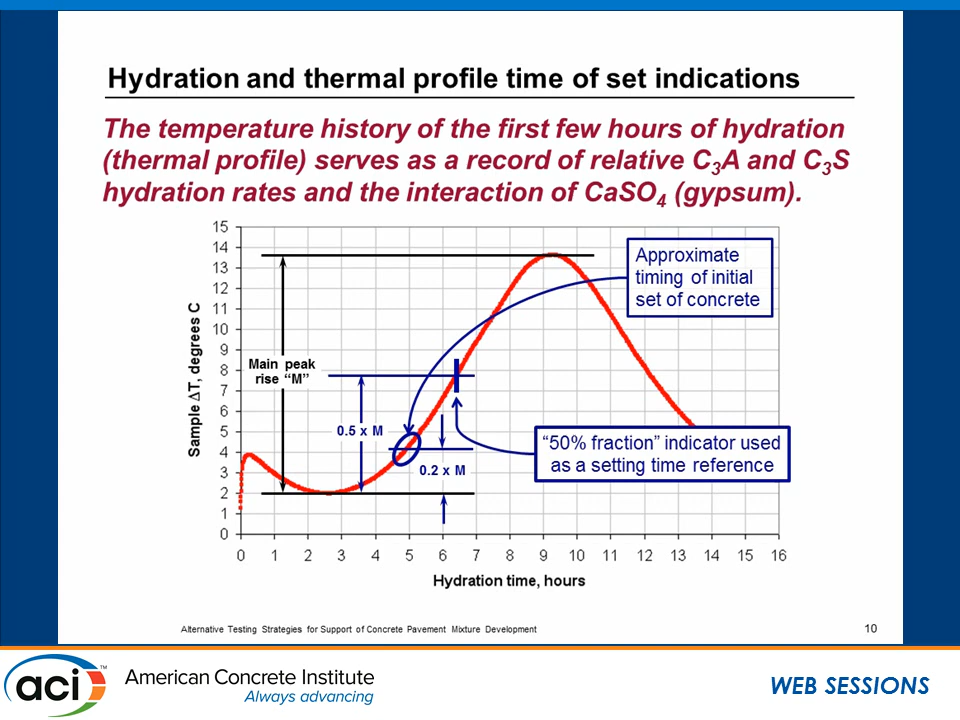 Hydration and thermal profile time of set indications
The temperature history of the first few hours of hydration
(thermal profile) serves as a record of relative C₃A and C₃S
hydration rates and the interaction of CaSO₄ (gypsum).
15
14
13
12
11
10
9
8
7
6
5
4
3
2
1
0
Sample ΔT, degrees C
Approximate
timing of initial
set of concrete
Main peak
rise “M”
0.5 x M
0.2 x M
“50% fraction” indicator used
as a setting time reference
0 1 2 3 4 5 6 7 8 9 10 11 12 13 14 15 16
Hydration time, hours
Alternative Testing Strategies for Support of Concrete Pavement Mixture Development
10
aci™
American Concrete Institute
Always advancing
WEB SESSIONS